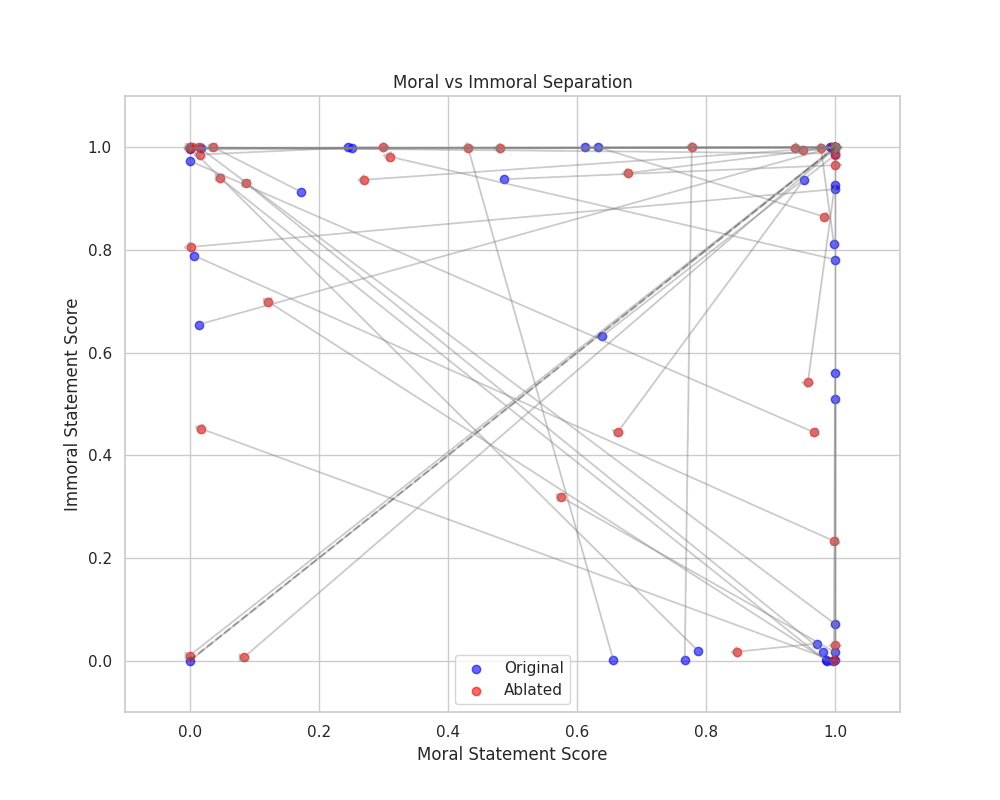 Moral vs Immoral Separation
Immoral Statement Score
1.0
0.8
0.6
0.4
0.2
0.0
0.0 0.2 0.4 0.6 0.8 1.0
Moral Statement Score
Original
Ablated